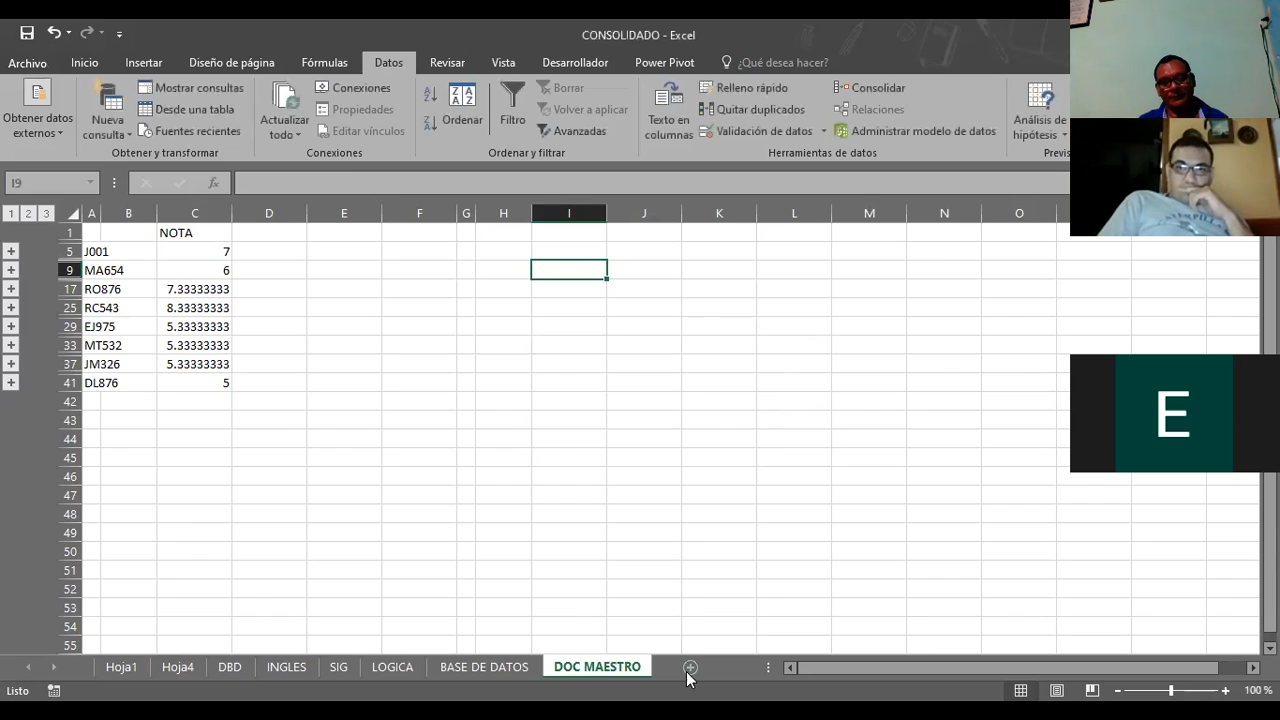 CONSOLIDADO - Excel
Archivo Inicio Insertar Diseño de página Fórmulas Datos Revisar Vista Desarrollador Power Pivot ¿Qué desea hacer?
Obtener datos externos
Nueva consulta
Mostrar consultas
Desde una tabla
Fuentes recientes
Obtener y transformar
Actualizar todo
Conexiones
Propiedades
Editar vínculos
Conexiones
A Z
Z A
Z A A Z
Ordenar
Filtro
Borrar
Volver a aplicar
Avanzadas
Ordenar y filtrar
Texto en columnas
Relleno rápido
Quitar duplicados
Validación de datos
Consolidar
Relaciones
Administrar modelo de datos
Herramientas de datos
Análisis de hipótesis
Previs
I9 fx
1 2 3 A B C D E F G H I J K L M N O
1 NOTA
5 J001 7
9 MA654 6
17 RO876 7.33333333
25 RC543 8.33333333
29 EJ975 5.33333333
33 MT532 5.33333333
37 JM326 5.33333333
41 DL876 5
42
43
44
45
46
47
48
49
50
51
52
53
54
55
E
Hoja1 Hoja4 DBD INGLES SIG LOGICA BASE DE DATOS DOC MAESTRO
Listo 100 %